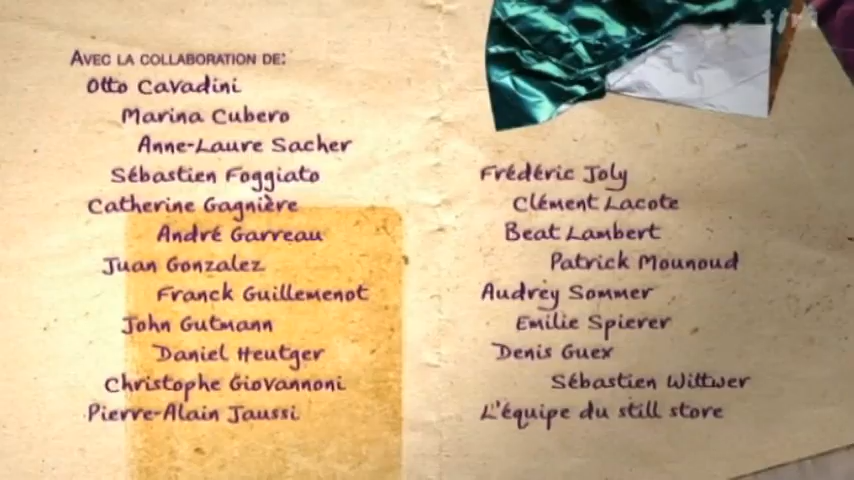 AVEC LA COLLABORATION DE:
Otto Cavadini
Marina Cubero
Anne-Laure Sacher
Sébastien Foggiato
Catherine Gagnière
André Garreau
Juan Gonzalez
Franck Guillemenot
John Gutmann
Daniel Heutger
Christophe Giovannoni
Pierre-Alain Jaussi
Frédéric Joly
Clément Lacote
Beat Lambert
Patrick Mounoud
Audrey Sommer
Emilie Spierer
Denis Guex
Sébastien Wittwer
L'équipe du still store